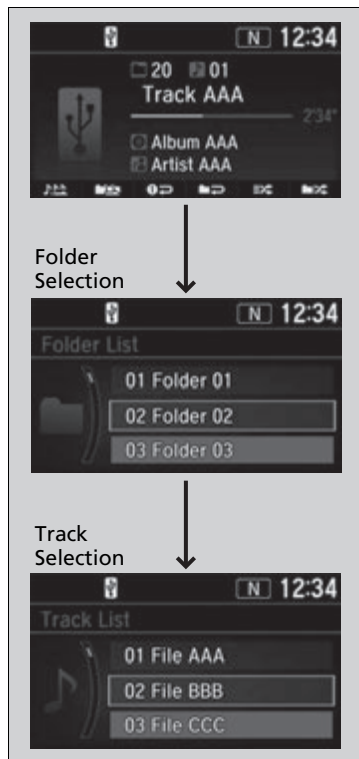 N 12:34
20 01
Track AAA
2'34"
Album AAA
Artist AAA
Folder
Selection
N 12:34
Folder List
01 Folder 01
02 Folder 02
03 Folder 03
Track
Selection
N 12:34
Track List
01 File AAA
02 File BBB
03 File CCC